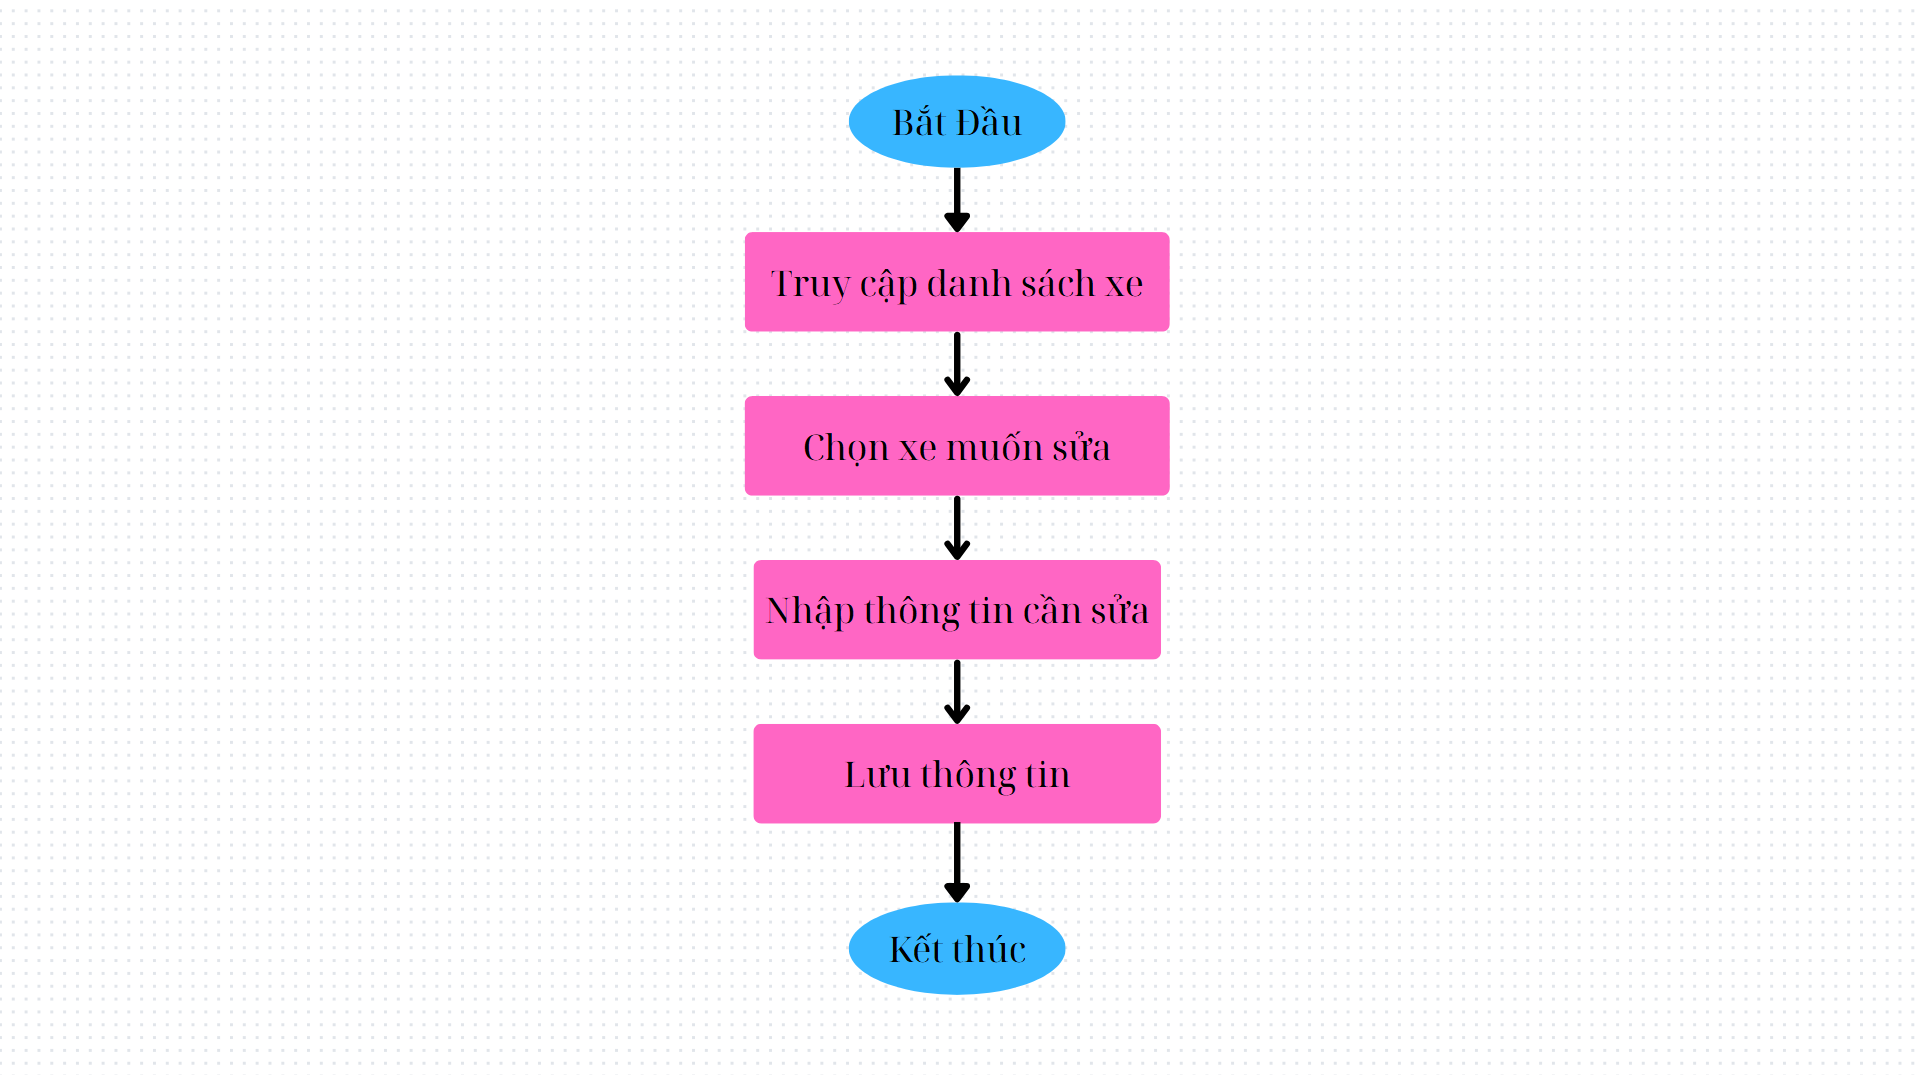 Bắt Đầu
Truy cập danh sách xe
Chọn xe muốn sửa
Nhập thông tin cần sửa
Lưu thông tin
Kết thúc